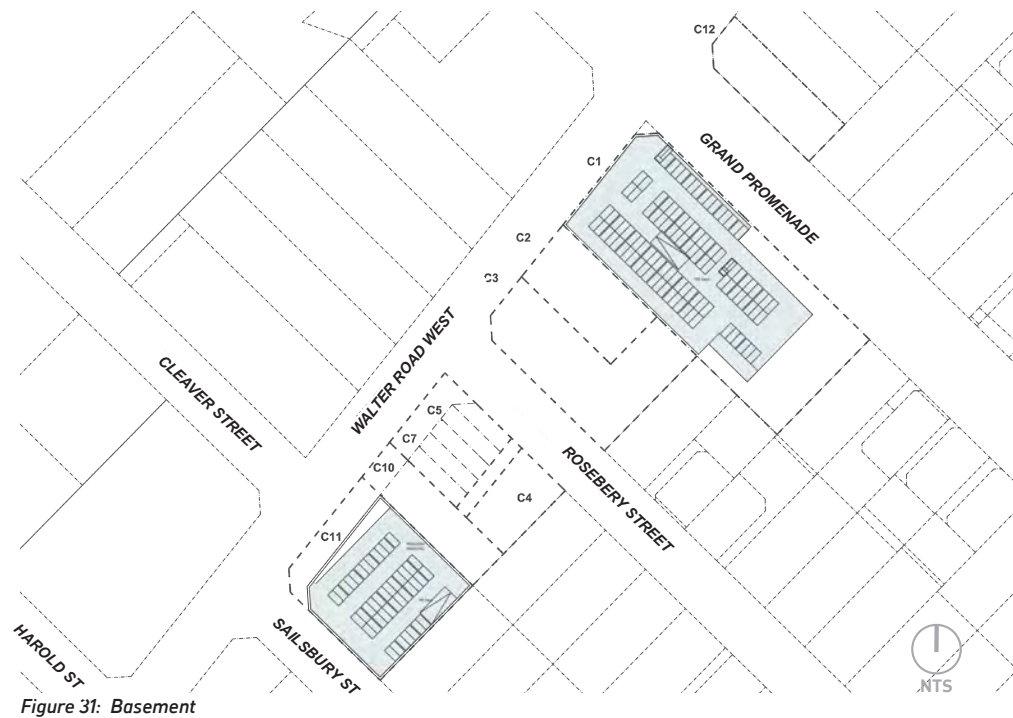 C12
GRAND PROMENADE
C1
C2
C3
WALTER ROAD WEST
CLEAVER STREET
C5
C7
C10
C4
ROSEBERY STREET
C11
SAILSBURY ST
HAROLD ST
NTS
Figure 31: Basement